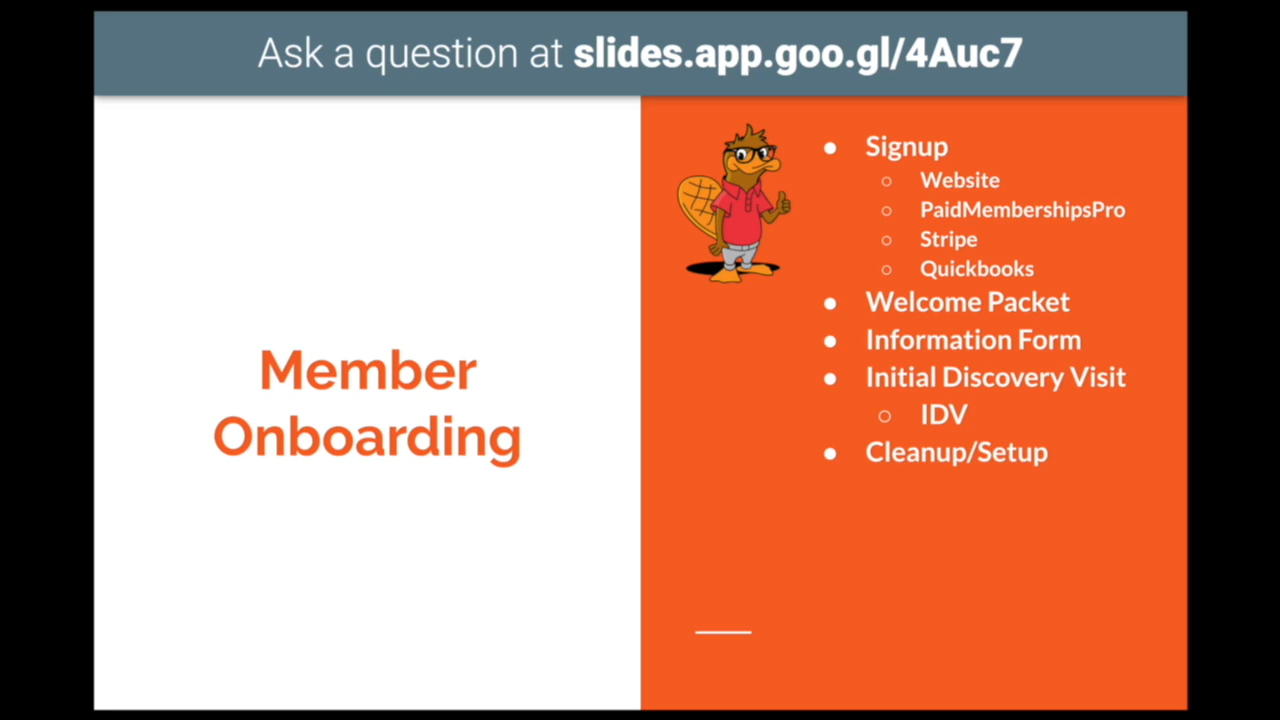 Ask a question at slides.app.goo.gl/4Auc7
Member
Onboarding
● Signup
○ Website
○ PaidMembershipsPro
○ Stripe
○ Quickbooks
● Welcome Packet
● Information Form
● Initial Discovery Visit
○ IDV
● Cleanup/Setup